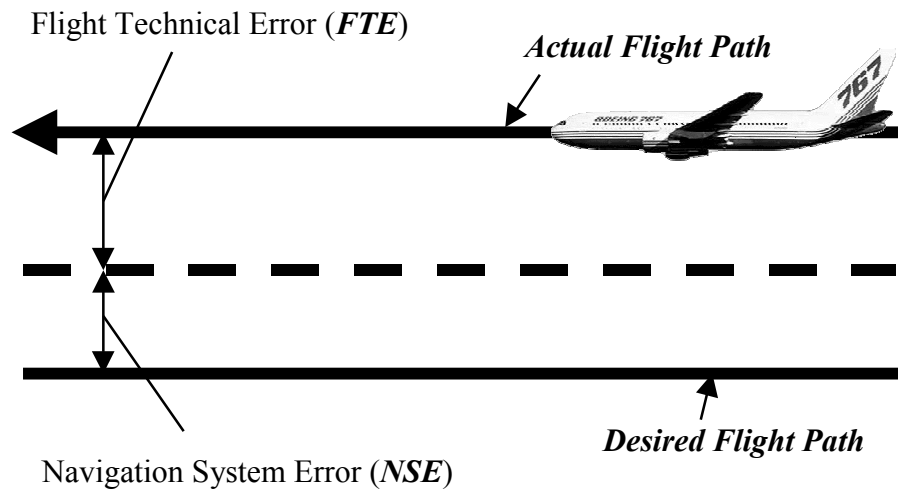 Flight Technical Error (FTE)
Actual Flight Path
767
BOEING 767
Desired Flight Path
Navigation System Error (NSE)